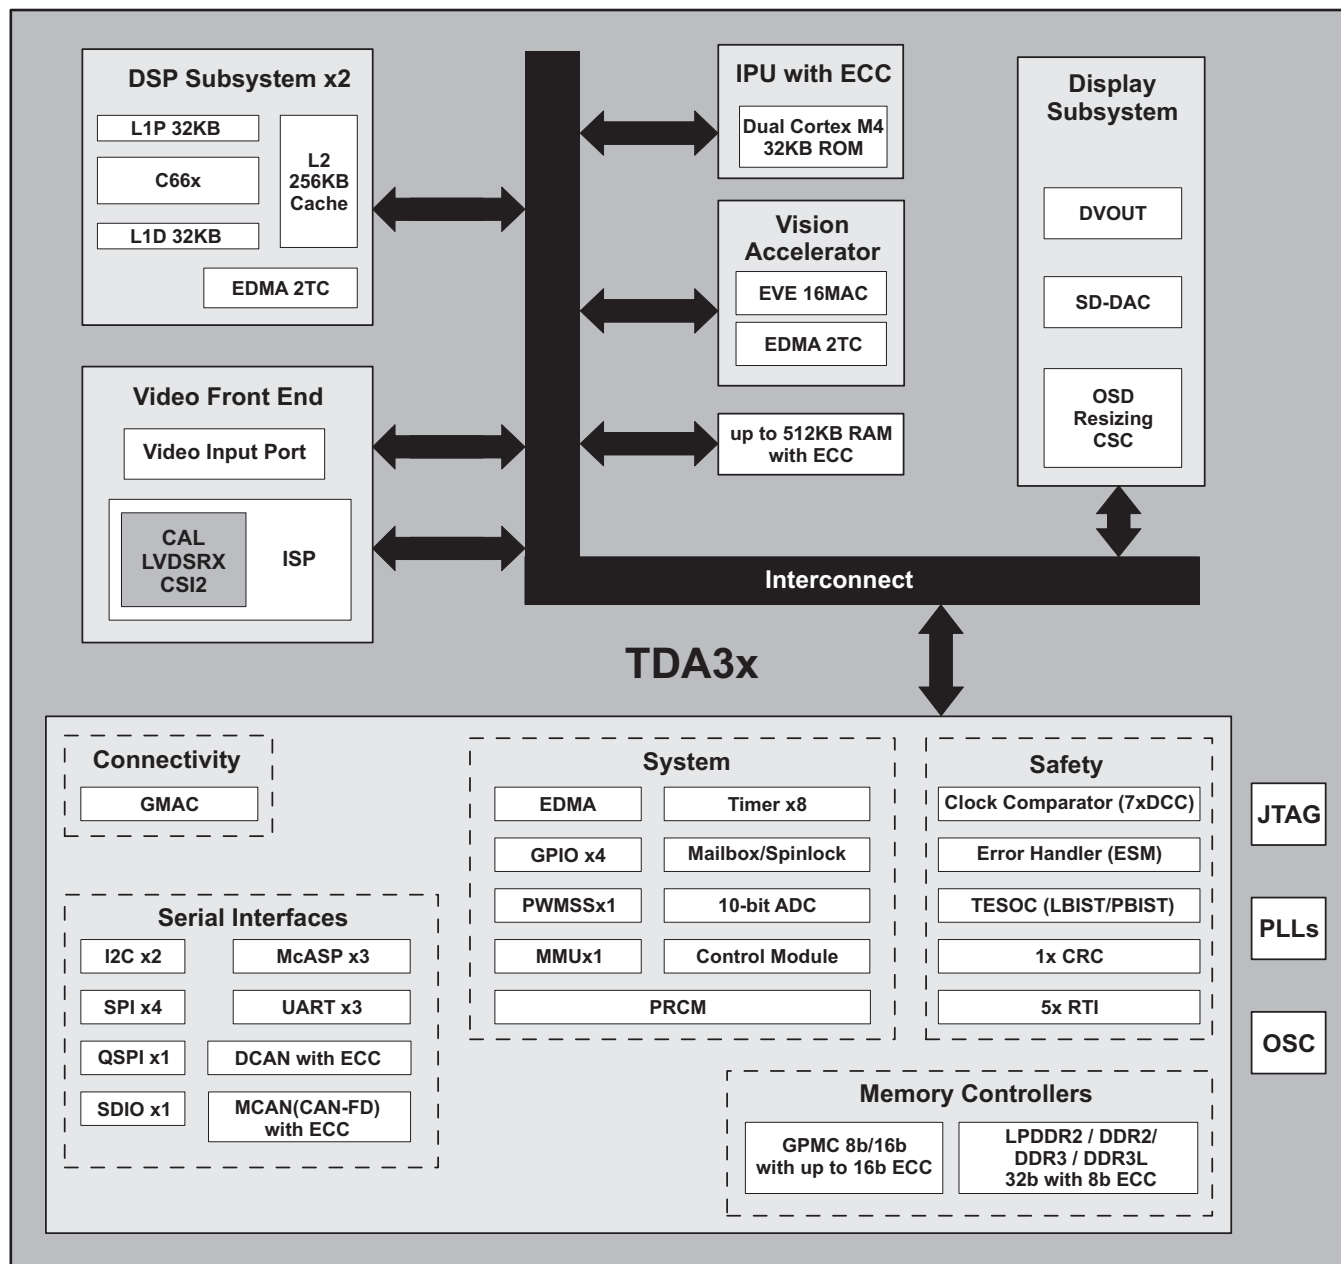 DSP Subsystem x2
L1P 32KB
C66x
L1D 32KB
L2
256KB
Cache
EDMA 2TC
IPU with ECC
Dual Cortex M4
32KB ROM
Vision
Accelerator
EVE 16MAC
EDMA 2TC
up to 512KB RAM
with ECC
Display
Subsystem
DVOUT
SD-DAC
OSD
Resizing
CSC
Video Front End
Video Input Port
CAL
LVDSRX
CSI2
ISP
Interconnect
TDA3x
Connectivity
GMAC
Serial Interfaces
I2C x2
McASP x3
SPI x4
UART x3
QSPI x1
DCAN with ECC
SDIO x1
MCAN(CAN-FD)
with ECC
System
EDMA
Timer x8
GPIO x4
Mailbox/Spinlock
PWMSSx1
10-bit ADC
MMUx1
Control Module
PRCM
Safety
Clock Comparator (7xDCC)
Error Handler (ESM)
TESOC (LBIST/PBIST)
1x CRC
5x RTI
Memory Controllers
GPMC 8b/16b
with up to 16b ECC
LPDDR2 / DDR2/
DDR3 / DDR3L
32b with 8b ECC
JTAG
PLLs
OSC